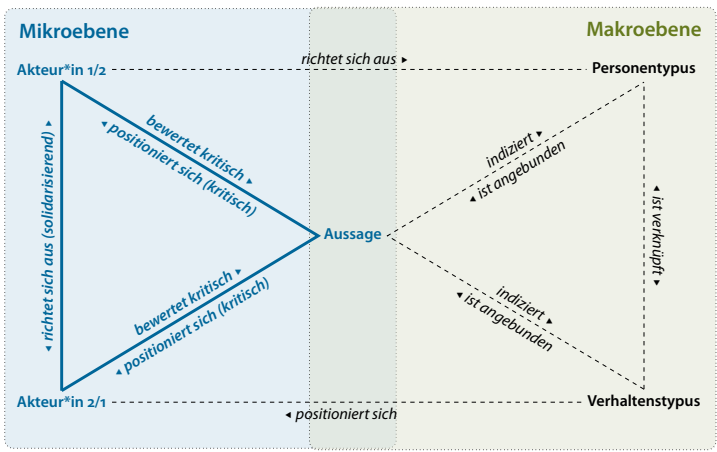 Mikroebene
Makroebene
richtet sich aus ▸
Akteur*in 1/2
Personentypus
bewertet kritisch ▸
◂ positioniert sich (kritisch)
indiziert ▸
◂ ist angebunden
◂ richtet sich aus (solidarisierend) ▸
◂ ist verknüpft ▸
Aussage
bewertet kritisch ▸
◂ positioniert sich (kritisch)
indiziert ▸
◂ ist angebunden
Akteur*in 2/1
Verhaltenstypus
◂ positioniert sich